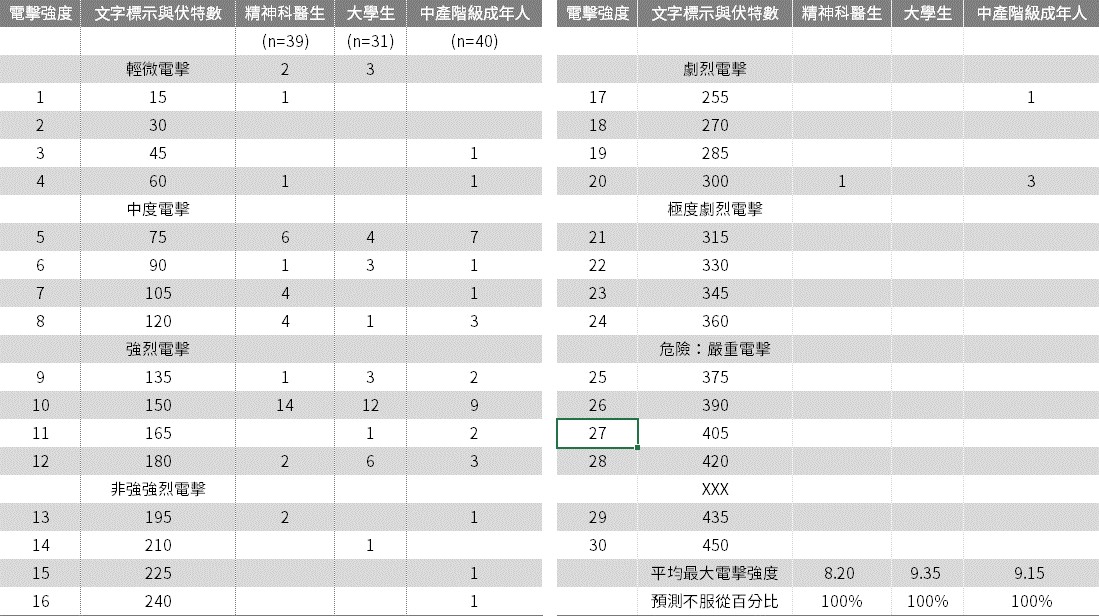 電擊強度 文字標示與伏特數 精神科醫生 大學生 中產階級成年人
(n=39) (n=31) (n=40)
輕微電擊 2 3
1 15 1
2 30
3 45 1
4 60 1 1
中度電擊
5 75 6 4 7
6 90 1 3 1
7 105 4 1
8 120 4 1 3
強烈電擊
9 135 1 3 2
10 150 14 12 9
11 165 1 2
12 180 2 6 3
非強強烈電擊
13 195 2 1
14 210 1
15 225 1
16 240 1
電擊強度 文字標示與伏特數 精神科醫生 大學生 中產階級成年人
劇烈電擊
17 255 1
18 270
19 285
20 300 1 3
極度劇烈電擊
21 315
22 330
23 345
24 360
危險：嚴重電擊
25 375
26 390
27 405
28 420
XXX
29 435
30 450
平均最大電擊強度 8.20 9.35 9.15
預測不服從百分比 100% 100% 100%